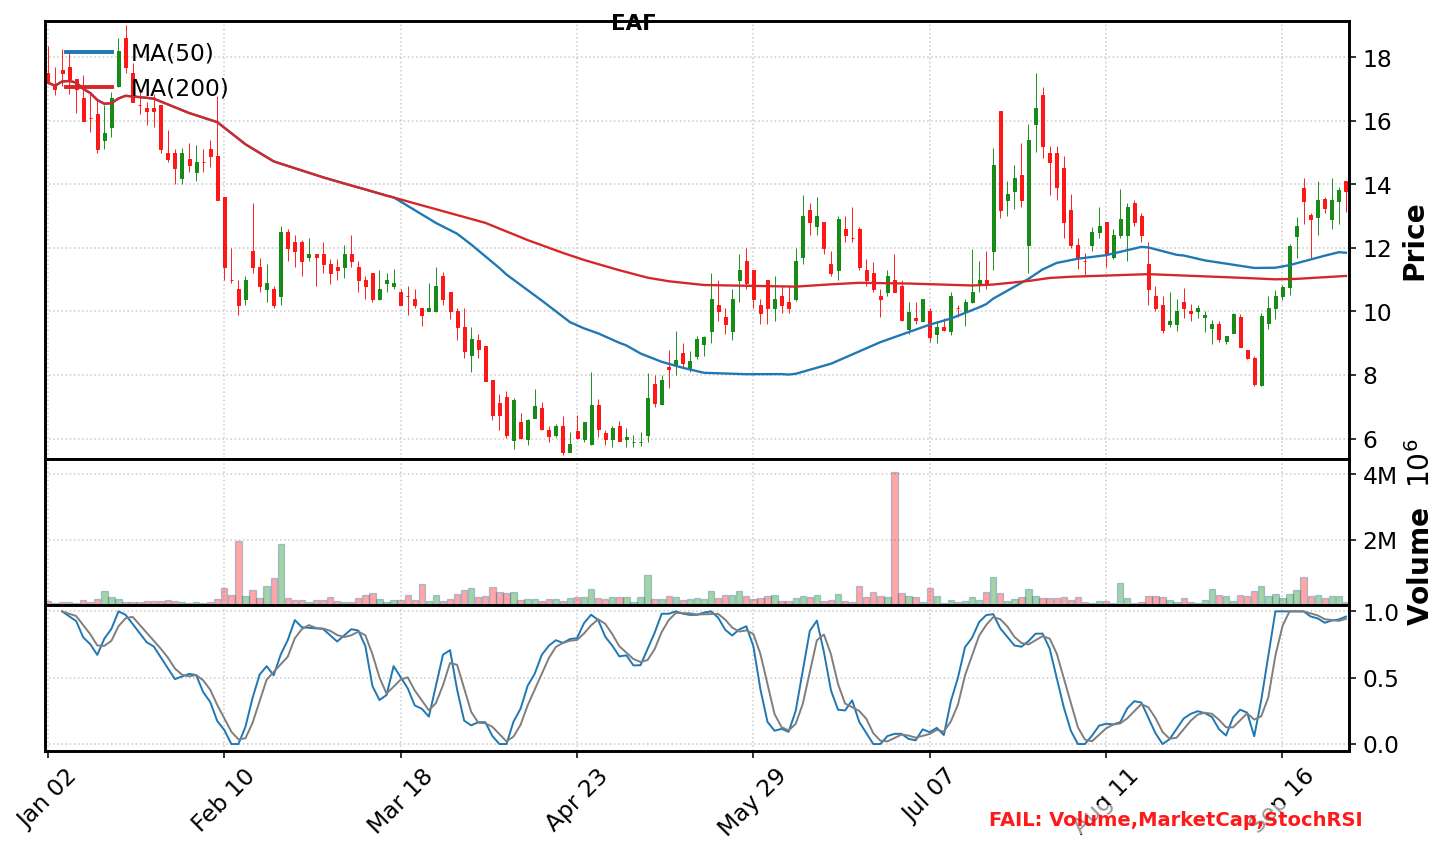 EAF
MA(50)
MA(200)
18
16
14
12
10
8
6
Price
4M
2M
Volume 10^6
1.0
0.5
0.0
Jan 02
Feb 10
Mar 18
Apr 23
May 29
Jul 07
Aug 11
Sep 16
FAIL: Volume,MarketCap,StochRSI